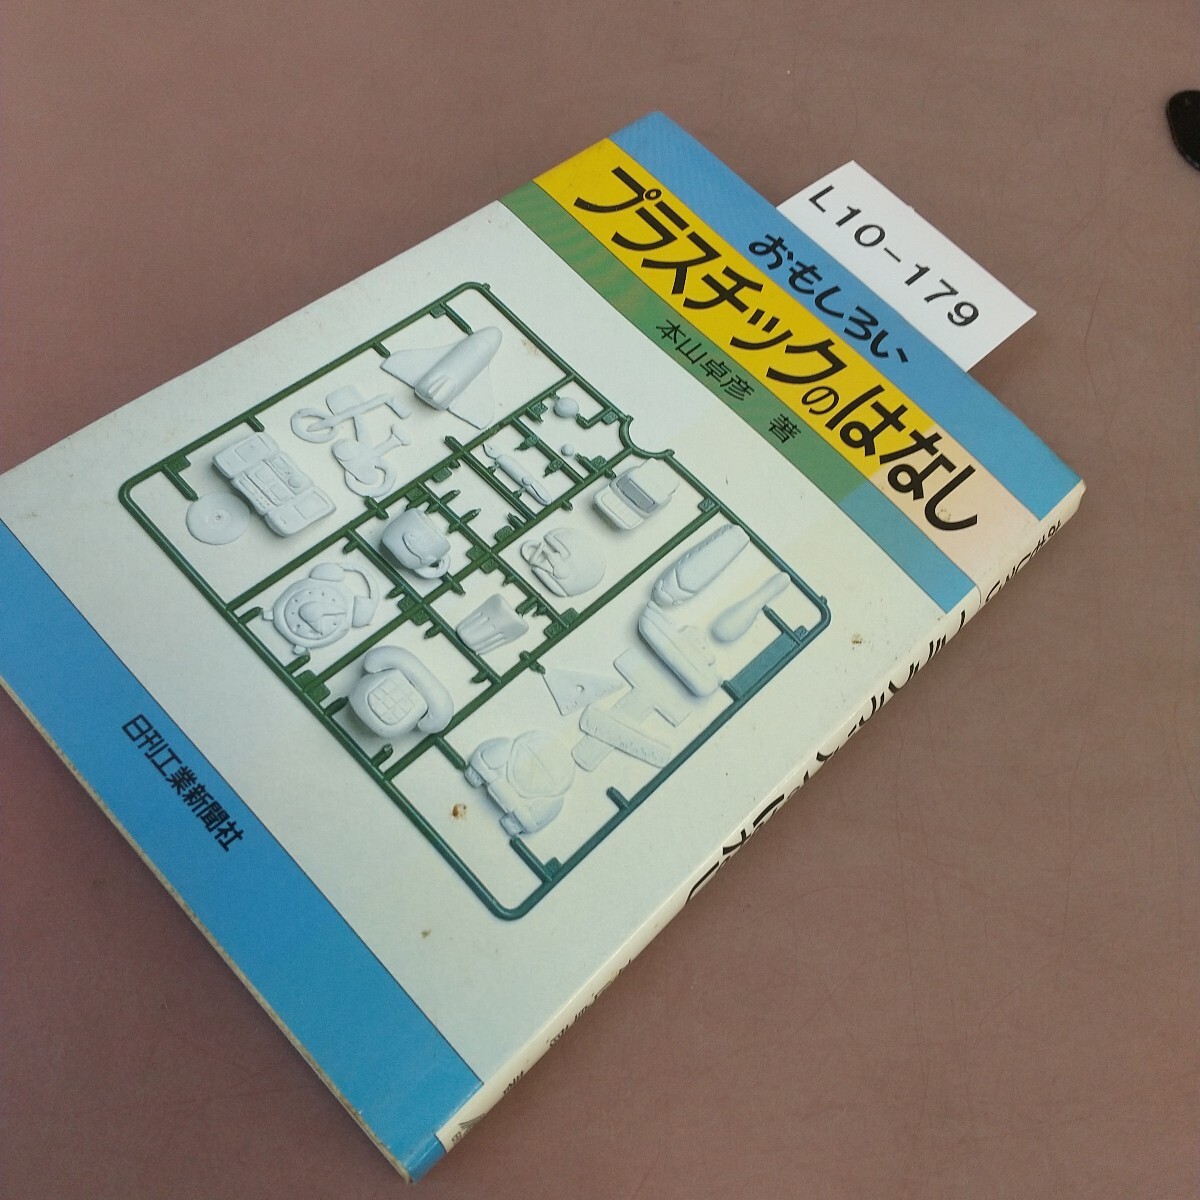 L10-179
おもしろい
プラスチックのはなし
本山卓彦 著
日刊工業新聞社